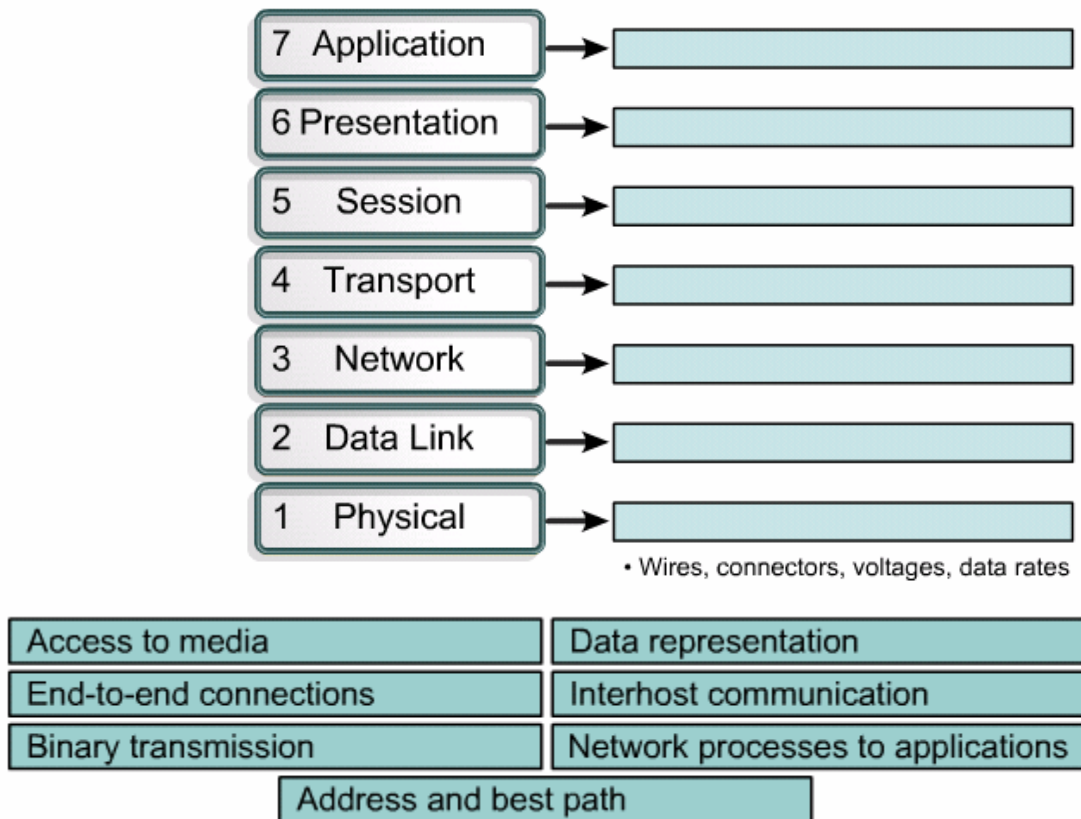 7 Application
6 Presentation
5 Session
4 Transport
3 Network
2 Data Link
1 Physical
• Wires, connectors, voltages, data rates
Access to media
Data representation
End-to-end connections
Interhost communication
Binary transmission
Network processes to applications
Address and best path